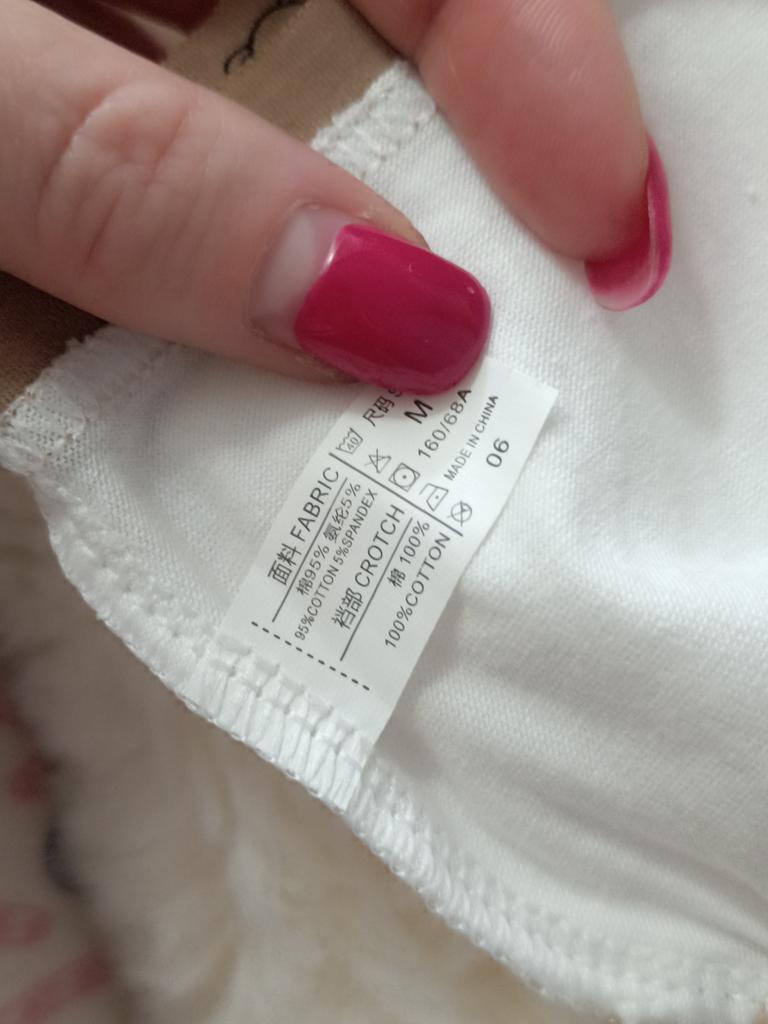 面料 FABRIC
棉95% 氨纶5%
95%COTTON 5%SPANDEX
裆部 CROTCH
棉 100%
100%COTTON
40
尺码
M
160/68A
MADE IN CHINA
06